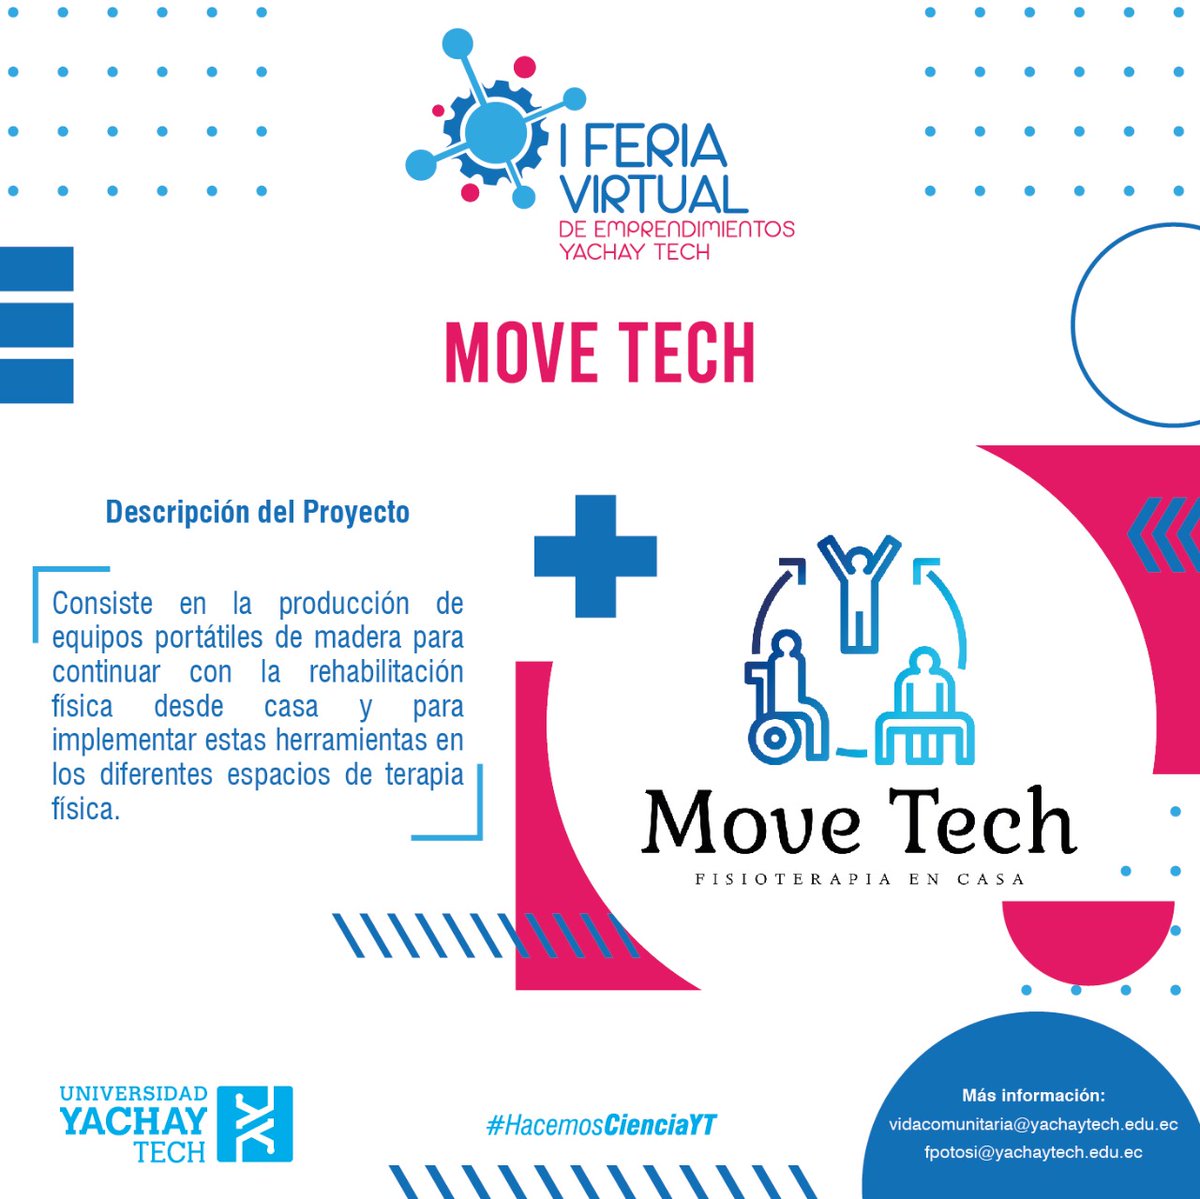 I FERIA
VIRTUAL
DE EMPRENDIMIENTOS
YACHAY TECH
MOVE TECH
Descripción del Proyecto
Consiste en la producción de
equipos portátiles de madera para
continuar con la rehabilitación
física desde casa y para
implementar estas herramientas en
los diferentes espacios de terapia
física.
Move Tech
FISIOTERAPIA EN CASA
UNIVERSIDAD
YACHAY
TECH
#HacemosCienciaYT
Más información:
vidacomunitaria@yachaytech.edu.ec
fpotosi@yachaytech.edu.ec